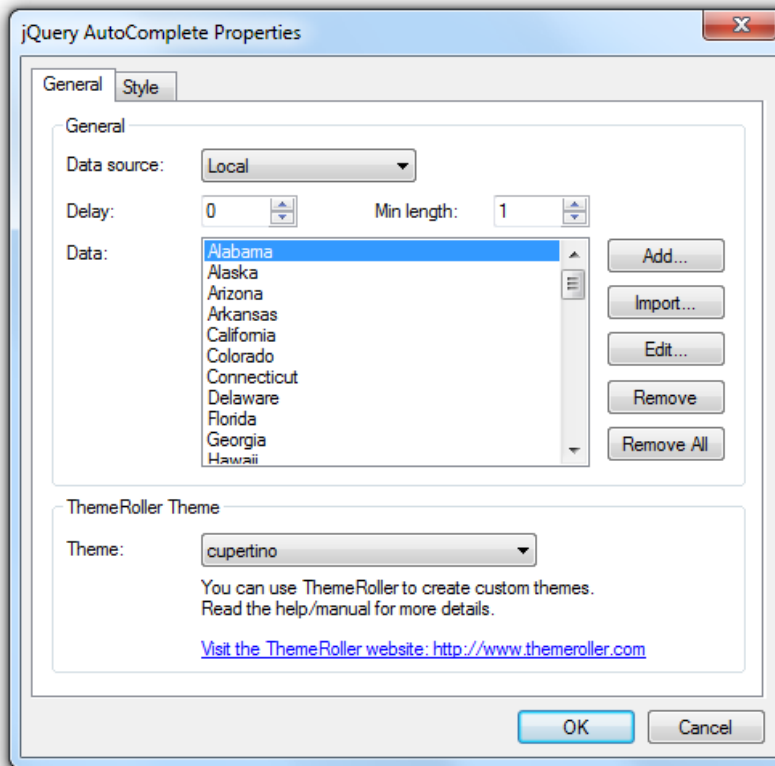 jQuery AutoComplete Properties
General Style
General
Data source: Local
Delay: 0 Min length: 1
Data:
Alabama
Alaska
Arizona
Arkansas
California
Colorado
Connecticut
Delaware
Florida
Georgia
Hawaii
Add...
Import...
Edit...
Remove
Remove All
ThemeRoller Theme
Theme: cupertino
You can use ThemeRoller to create custom themes.
Read the help/manual for more details.
Visit the ThemeRoller website: http://www.themeroller.com
OK Cancel